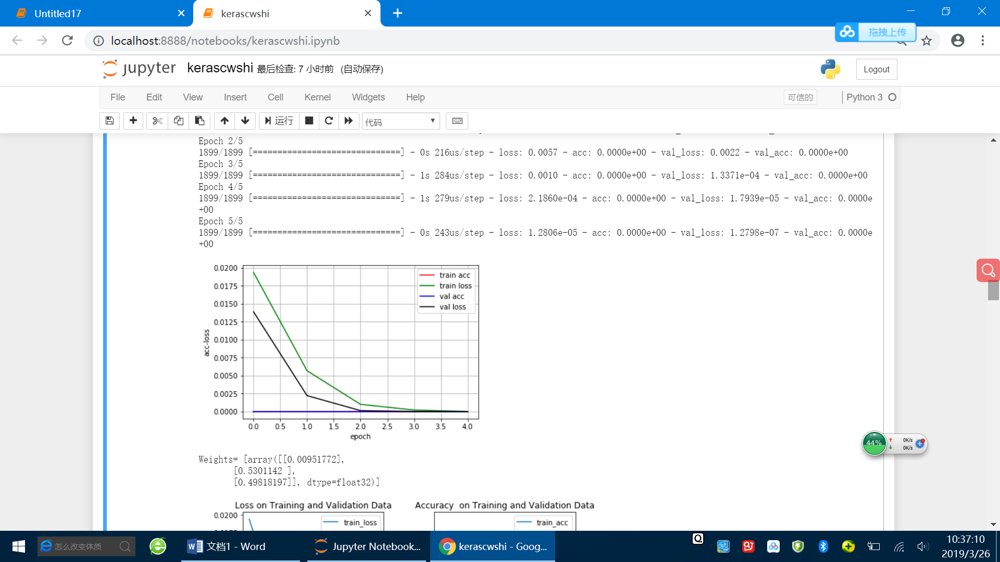 Untitled17
kerascwshi
拖拽上传
localhost:8888/notebooks/kerascwshi.ipynb
jupyter kerascwshi 最后检查: 7 小时前 (自动保存)
Logout
File Edit View Insert Cell Kernel Widgets Help
可信的 Python 3
运行 代码
Epoch 2/5
1899/1899 [==============================] - 0s 216us/step - loss: 0.0057 - acc: 0.0000e+00 - val_loss: 0.0022 - val_acc: 0.0000e+00
Epoch 3/5
1899/1899 [==============================] - 1s 284us/step - loss: 0.0010 - acc: 0.0000e+00 - val_loss: 1.3371e-04 - val_acc: 0.0000e+00
Epoch 4/5
1899/1899 [==============================] - 1s 279us/step - loss: 2.1860e-04 - acc: 0.0000e+00 - val_loss: 1.7939e-05 - val_acc: 0.0000e
+00
Epoch 5/5
1899/1899 [==============================] - 0s 243us/step - loss: 1.2806e-05 - acc: 0.0000e+00 - val_loss: 1.2798e-07 - val_acc: 0.0000e
+00
0.0200
0.0175
0.0150
0.0125
0.0100
0.0075
0.0050
0.0025
0.0000
acc-loss
train acc
train loss
val acc
val loss
0.0 0.5 1.0 1.5 2.0 2.5 3.0 3.5 4.0
epoch
44%
0K/s
0K/s
Weights= [array([[0.00951772],
[0.5301142 ],
[0.49818197]], dtype=float32)]
Loss on Training and Validation Data
Accuracy  on Training and Validation Data
0.0200
train_loss
train_acc
怎么改变体质
文档1 - Word
Jupyter Notebook...
kerascwshi - Goog...
10:37:10
2019/3/26